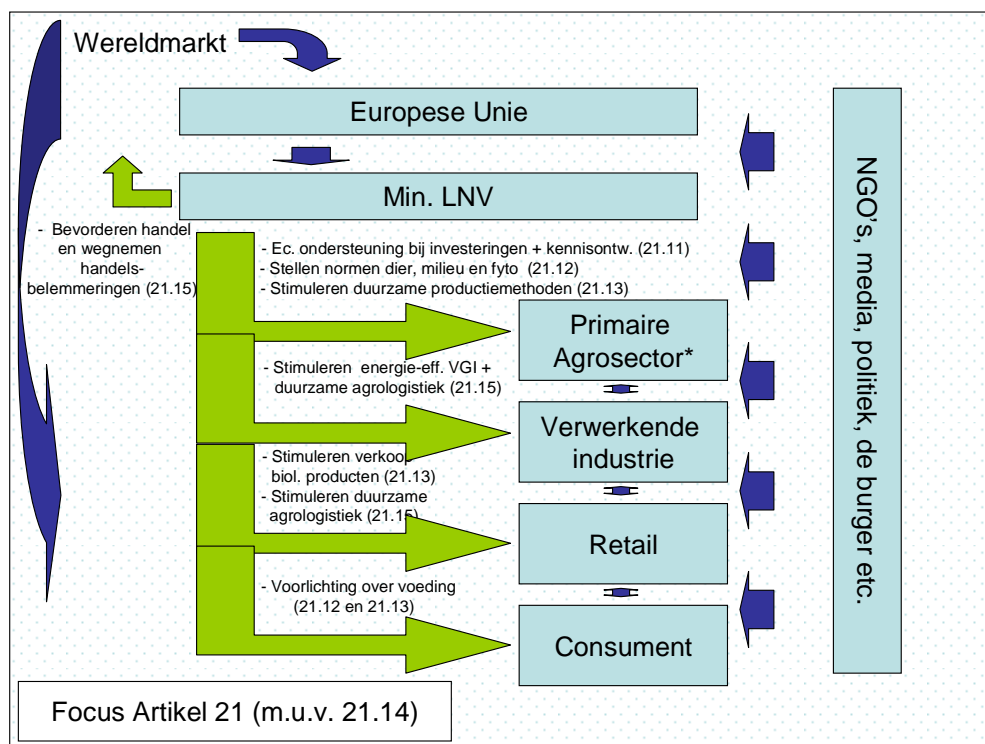 Wereldmarkt
Europese Unie
Min. LNV
- Bevorderen handel
en wegnemen
handels-
belemmeringen (21.15)
- Ec. ondersteuning bij investeringen + kennisontw. (21.11)
- Stellen normen dier, milieu en fyto (21.12)
- Stimuleren duurzame productiemethoden (21.13)
Primaire
Agrosector*
- Stimuleren energie-eff. VGI +
duurzame agrologistiek (21.15)
Verwerkende
industrie
- Stimuleren verkoop
biol. producten (21.13)
- Stimuleren duurzame
agrologistiek (21.15)
Retail
- Voorlichting over voeding
(21.12 en 21.13)
Consument
NGO's, media, politiek, de burger etc.
Focus Artikel 21 (m.u.v. 21.14)